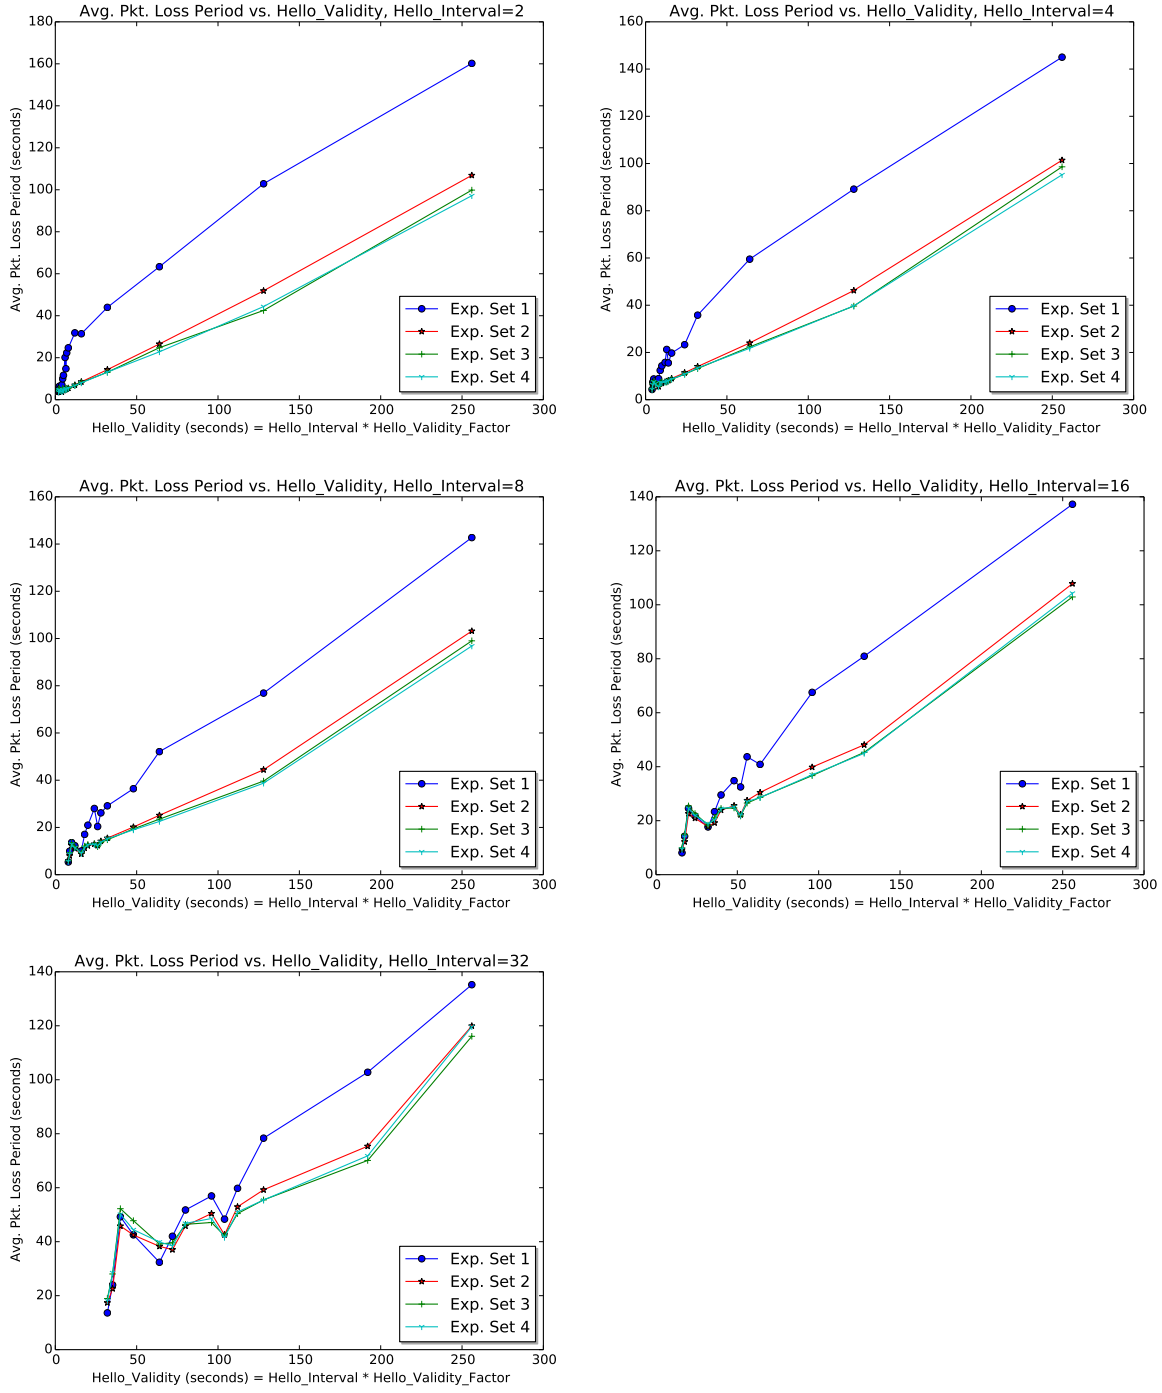 Avg. Pkt. Loss Period vs. Hello_Validity, Hello_Interval=2
180
160
140
120
100
80
60
40
20
0
Avg. Pkt. Loss Period (seconds)
Exp. Set 1
Exp. Set 2
Exp. Set 3
Exp. Set 4
0 50 100 150 200 250 300
Hello_Validity (seconds) = Hello_Interval * Hello_Validity_Factor
Avg. Pkt. Loss Period vs. Hello_Validity, Hello_Interval=4
160
140
120
100
80
60
40
20
0
Avg. Pkt. Loss Period (seconds)
Exp. Set 1
Exp. Set 2
Exp. Set 3
Exp. Set 4
0 50 100 150 200 250 300
Hello_Validity (seconds) = Hello_Interval * Hello_Validity_Factor
Avg. Pkt. Loss Period vs. Hello_Validity, Hello_Interval=8
160
140
120
100
80
60
40
20
0
Avg. Pkt. Loss Period (seconds)
Exp. Set 1
Exp. Set 2
Exp. Set 3
Exp. Set 4
0 50 100 150 200 250 300
Hello_Validity (seconds) = Hello_Interval * Hello_Validity_Factor
Avg. Pkt. Loss Period vs. Hello_Validity, Hello_Interval=16
140
120
100
80
60
40
20
0
Avg. Pkt. Loss Period (seconds)
Exp. Set 1
Exp. Set 2
Exp. Set 3
Exp. Set 4
0 50 100 150 200 250 300
Hello_Validity (seconds) = Hello_Interval * Hello_Validity_Factor
Avg. Pkt. Loss Period vs. Hello_Validity, Hello_Interval=32
140
120
100
80
60
40
20
0
Avg. Pkt. Loss Period (seconds)
Exp. Set 1
Exp. Set 2
Exp. Set 3
Exp. Set 4
0 50 100 150 200 250 300
Hello_Validity (seconds) = Hello_Interval * Hello_Validity_Factor